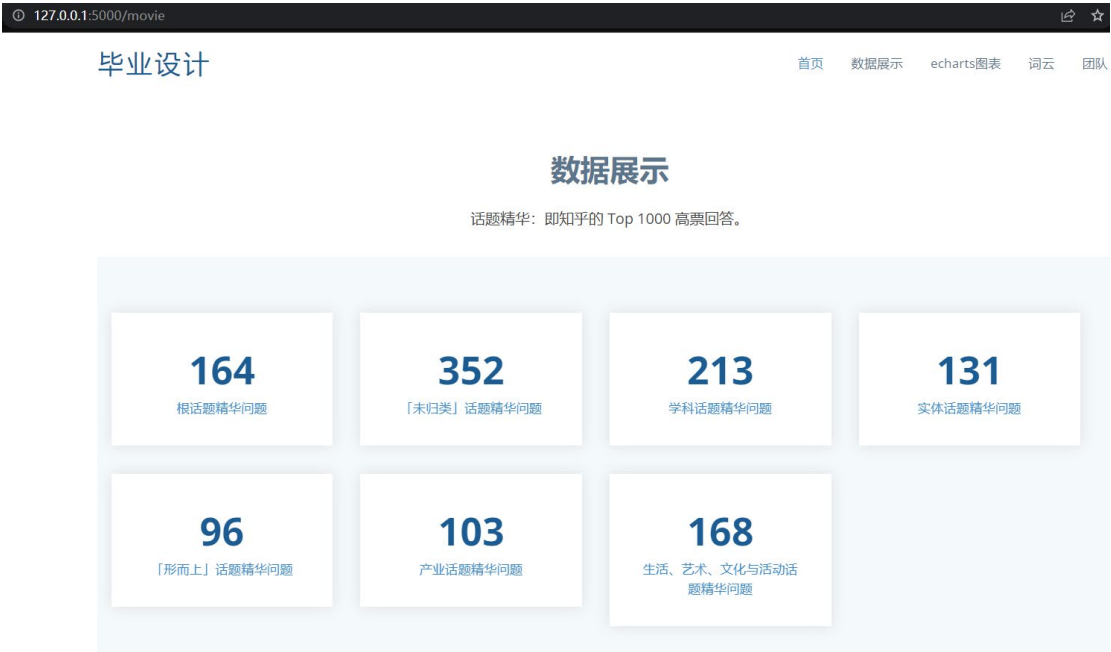 127.0.0.1:5000/movie
毕业设计
首页 数据展示 echarts图表 词云 团队
数据展示
话题精华：即知乎的 Top 1000 高票回答。
164
根话题精华问题
352
「未归类」话题精华问题
213
学科话题精华问题
131
实体话题精华问题
96
「形而上」话题精华问题
103
产业话题精华问题
168
生活、艺术、文化与活动话
题精华问题